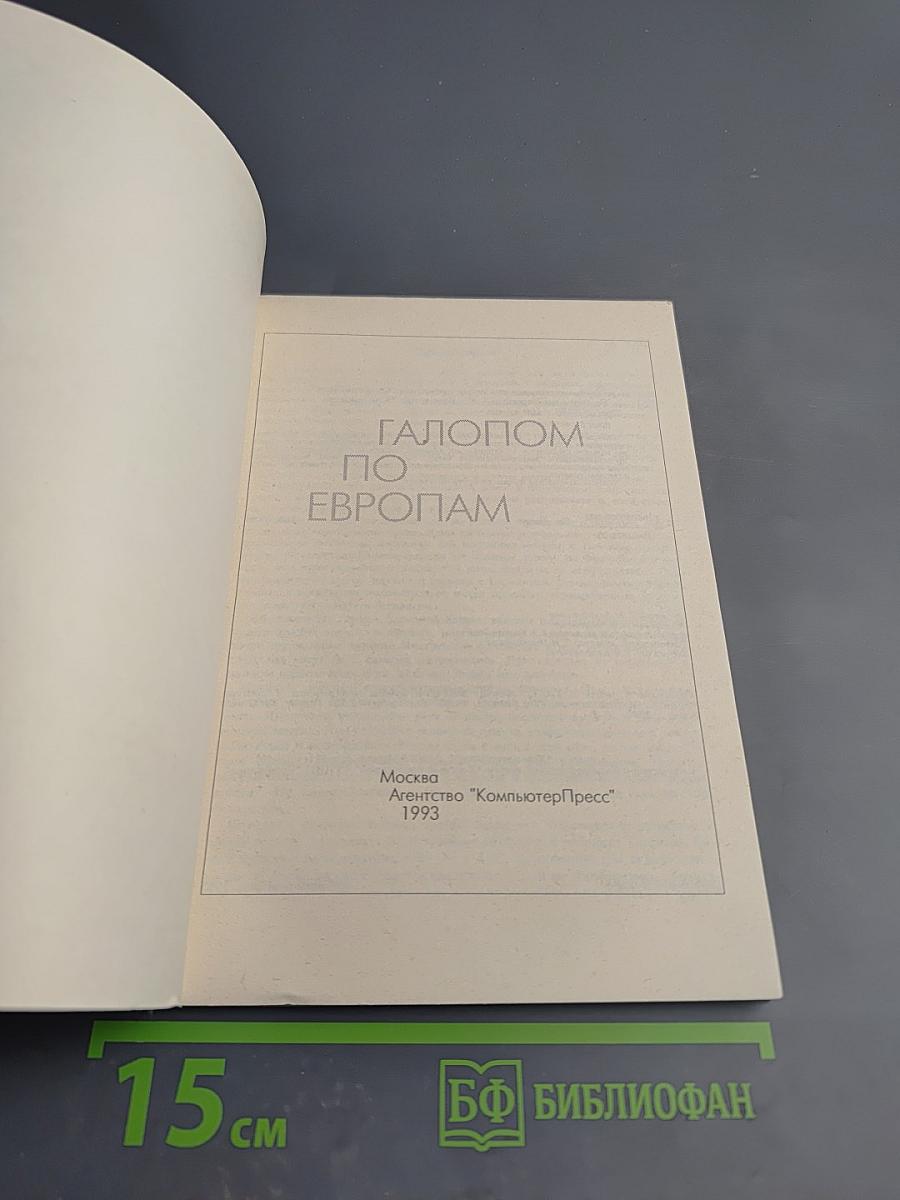 ГАЛОПОМ
ПО
ЕВРОПАМ
Москва
Агентство "КомпьютерПресс"
1993
15 см
БФ БИБЛИОФАН